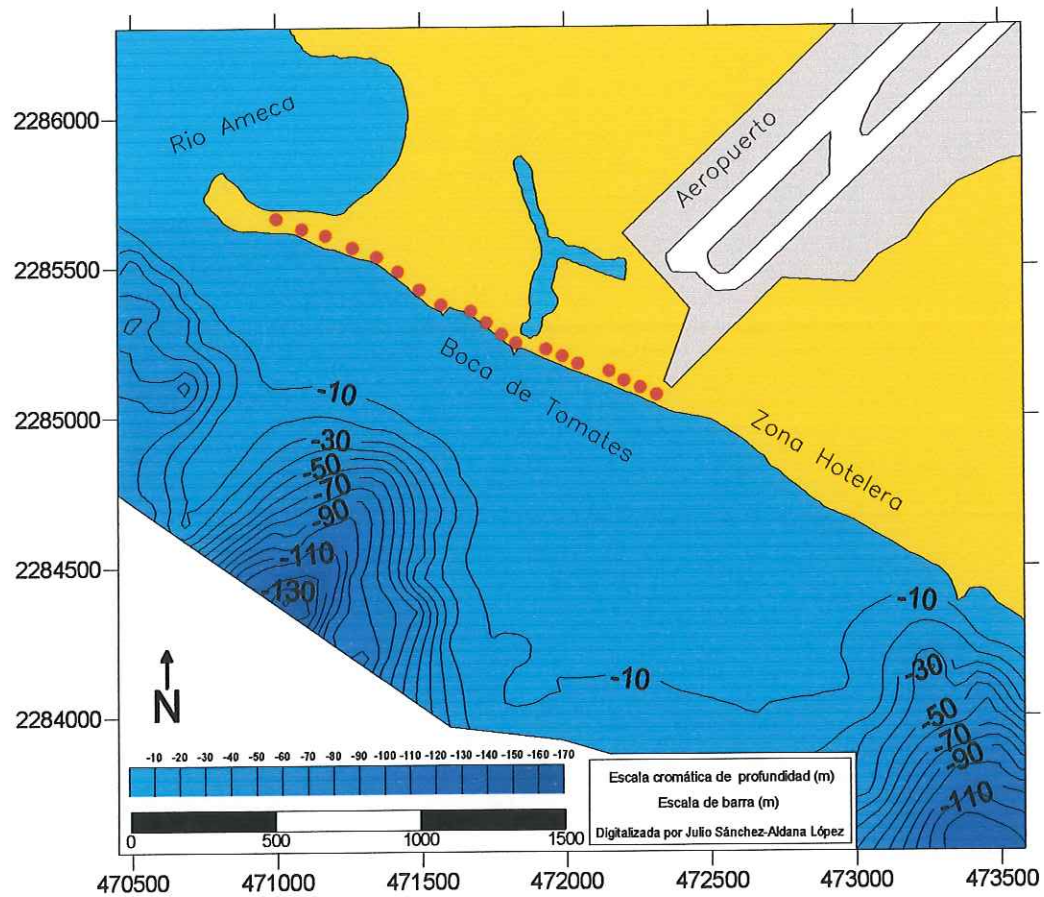 2286000
2285500
2285000
2284500
2284000
Rio Ameca
Aeropuerto
Boca de Tomates
Zona Hotelera
-10
-30
-50
-70
-90
-110
-130
-10
-10
-30
-50
-70
-90
-110
N
-10 -20 -30 -40 -50 -60 -70 -80 -90 -100 -110 -120 -130 -140 -150 -160 -170
0 500 1000 1500
Escala cromática de profundidad (m)
Escala de barra (m)
Digitalizada por Julio Sánchez-Aldana López
470500 471000 471500 472000 472500 473000 473500